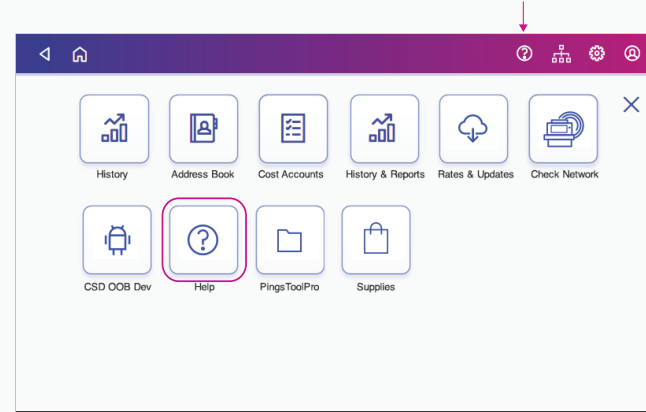 History
Address Book
Cost Accounts
History & Reports
Rates & Updates
Check Network
CSD OOB Dev
Help
PingsToolPro
Supplies